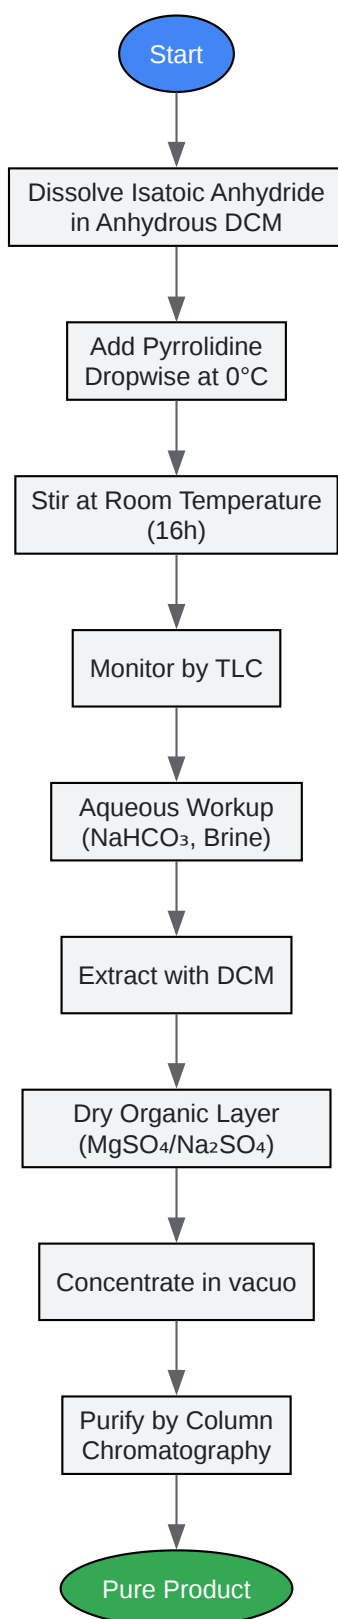 Start
Dissolve Isatoic Anhydride
in Anhydrous DCM
Add Pyrrolidine
Dropwise at 0°C
Stir at Room Temperature
(16h)
Monitor by TLC
Aqueous Workup
(NaHCO₃, Brine)
Extract with DCM
Dry Organic Layer
(MgSO₄/Na₂SO₄)
Concentrate in vacuo
Purify by Column
Chromatography
Pure Product